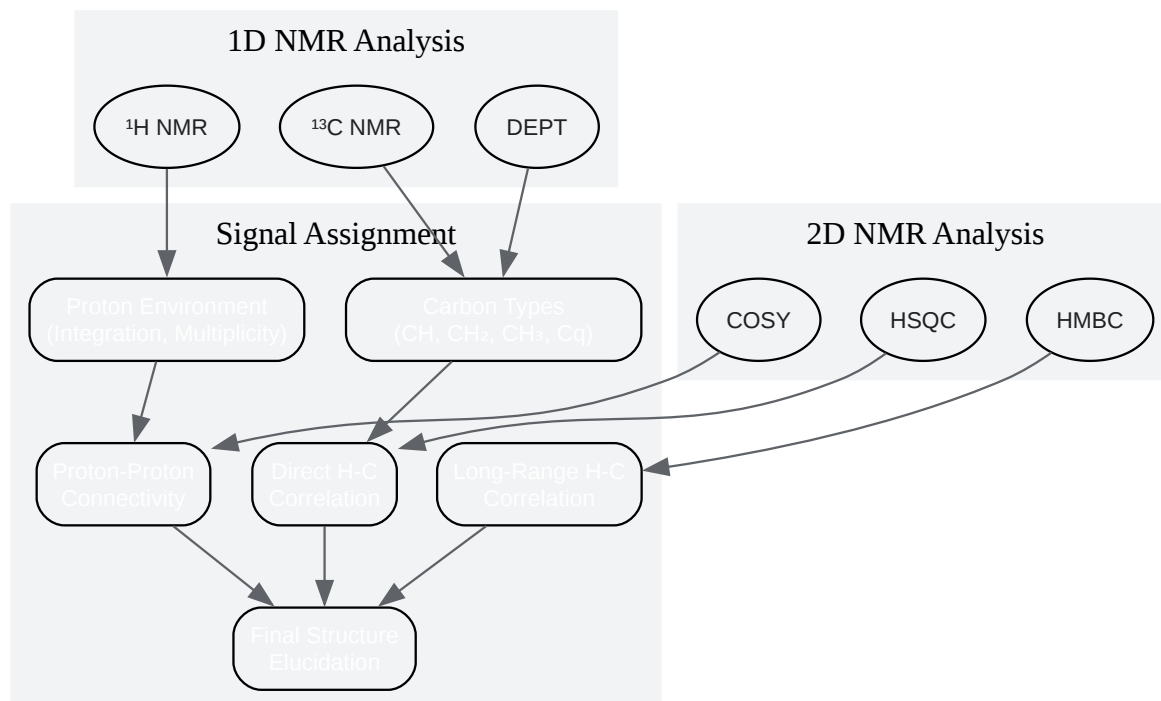 1D NMR Analysis
¹H NMR
¹³C NMR
DEPT
Signal Assignment
2D NMR Analysis
Proton Environment
(Integration, Multiplicity)
Carbon Types
(CH, CH₂, CH₃, Cq)
COSY
HSQC
HMBC
Proton-Proton
Connectivity
Direct H-C
Correlation
Long-Range H-C
Correlation
Final Structure
Elucidation